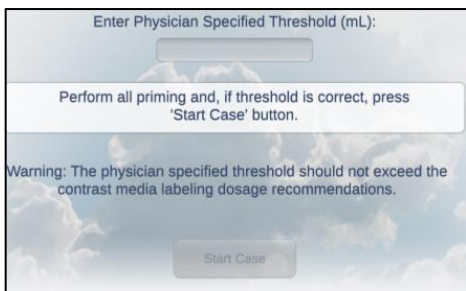 Enter Physician Specified Threshold (mL):
Perform all priming and, if threshold is correct, press
'Start Case' button.
Warning: The physician specified threshold should not exceed the
contrast media labeling dosage recommendations.
Start Case